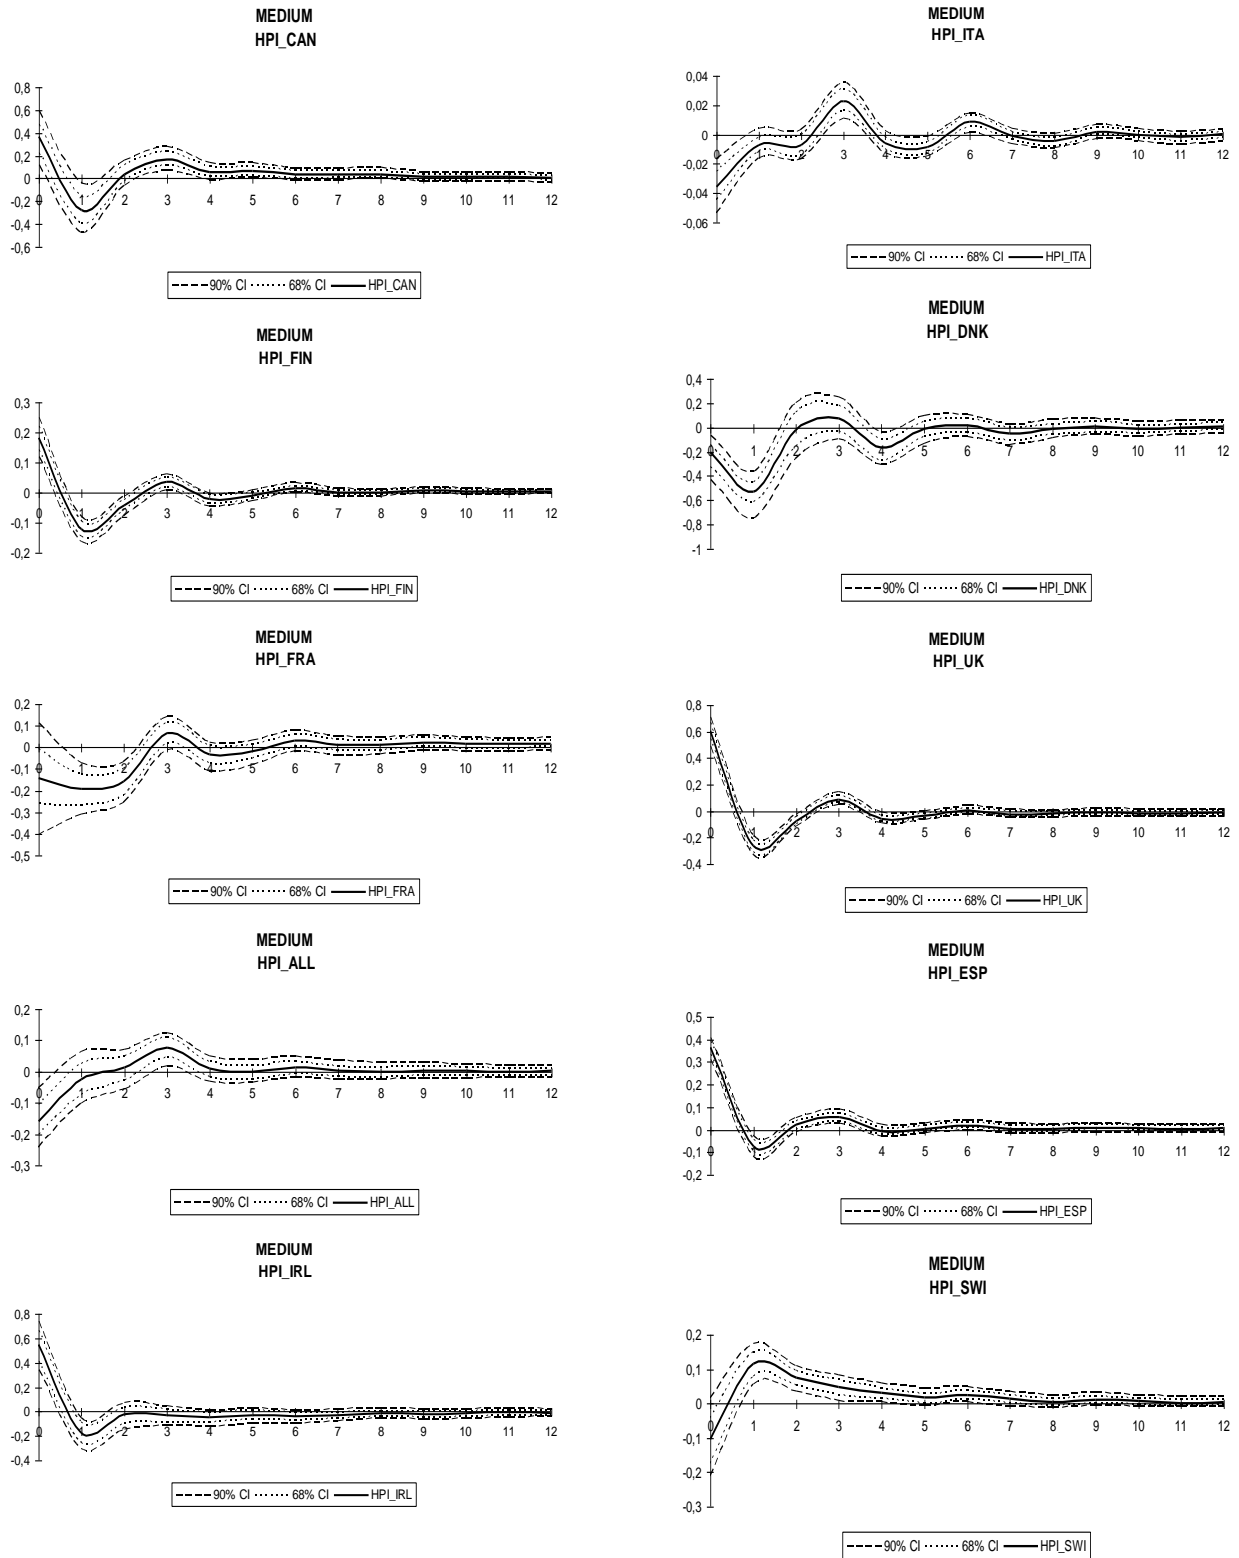 MEDIUM
HPI_CAN
0,8
0,6
0,4
0,2
0
-0,2
-0,4
-0,6
0 1 2 3 4 5 6 7 8 9 10 11 12
90% CI 68% CI HPI_CAN
MEDIUM
HPI_ITA
0,04
0,02
0
-0,02
-0,04
-0,06
0 1 2 3 4 5 6 7 8 9 10 11 12
90% CI 68% CI HPI_ITA
MEDIUM
HPI_FIN
0,3
0,2
0,1
0
-0,1
-0,2
0 1 2 3 4 5 6 7 8 9 10 11 12
90% CI 68% CI HPI_FIN
MEDIUM
HPI_DNK
0,4
0,2
0
-0,2
-0,4
-0,6
-0,8
-1
0 1 2 3 4 5 6 7 8 9 10 11 12
90% CI 68% CI HPI_DNK
MEDIUM
HPI_FRA
0,2
0,1
0
-0,1
-0,2
-0,3
-0,4
-0,5
0 1 2 3 4 5 6 7 8 9 10 11 12
90% CI 68% CI HPI_FRA
MEDIUM
HPI_UK
0,8
0,6
0,4
0,2
0
-0,2
-0,4
0 1 2 3 4 5 6 7 8 9 10 11 12
90% CI 68% CI HPI_UK
MEDIUM
HPI_ALL
0,2
0,1
0
-0,1
-0,2
-0,3
0 1 2 3 4 5 6 7 8 9 10 11 12
90% CI 68% CI HPI_ALL
MEDIUM
HPI_ESP
0,5
0,4
0,3
0,2
0,1
0
-0,1
-0,2
0 1 2 3 4 5 6 7 8 9 10 11 12
90% CI 68% CI HPI_ESP
MEDIUM
HPI_IRL
0,8
0,6
0,4
0,2
0
-0,2
-0,4
0 1 2 3 4 5 6 7 8 9 10 11 12
90% CI 68% CI HPI_IRL
MEDIUM
HPI_SWI
0,2
0,1
0
-0,1
-0,2
-0,3
0 1 2 3 4 5 6 7 8 9 10 11 12
90% CI 68% CI HPI_SWI